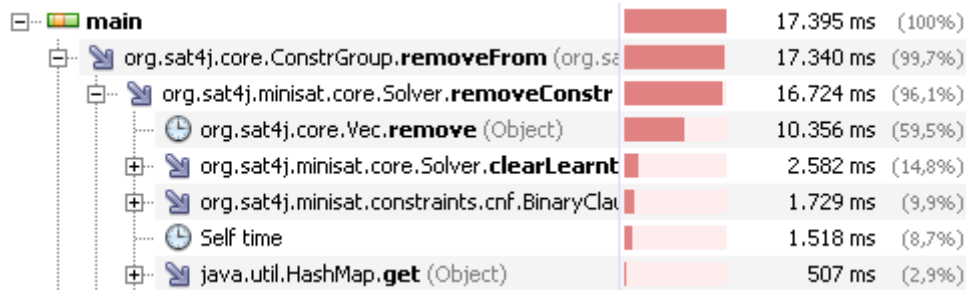 main 17.395 ms (100%)
org.sat4j.core.ConstrGroup.removeFrom (org.sa 17.340 ms (99,7%)
org.sat4j.minisat.core.Solver.removeConstr 16.724 ms (96,1%)
org.sat4j.core.Vec.remove (Object) 10.356 ms (59,5%)
org.sat4j.minisat.core.Solver.clearLearnt 2.582 ms (14,8%)
org.sat4j.minisat.constraints.cnf.BinaryClau 1.729 ms (9,9%)
Self time 1.518 ms (8,7%)
java.util.HashMap.get (Object) 507 ms (2,9%)